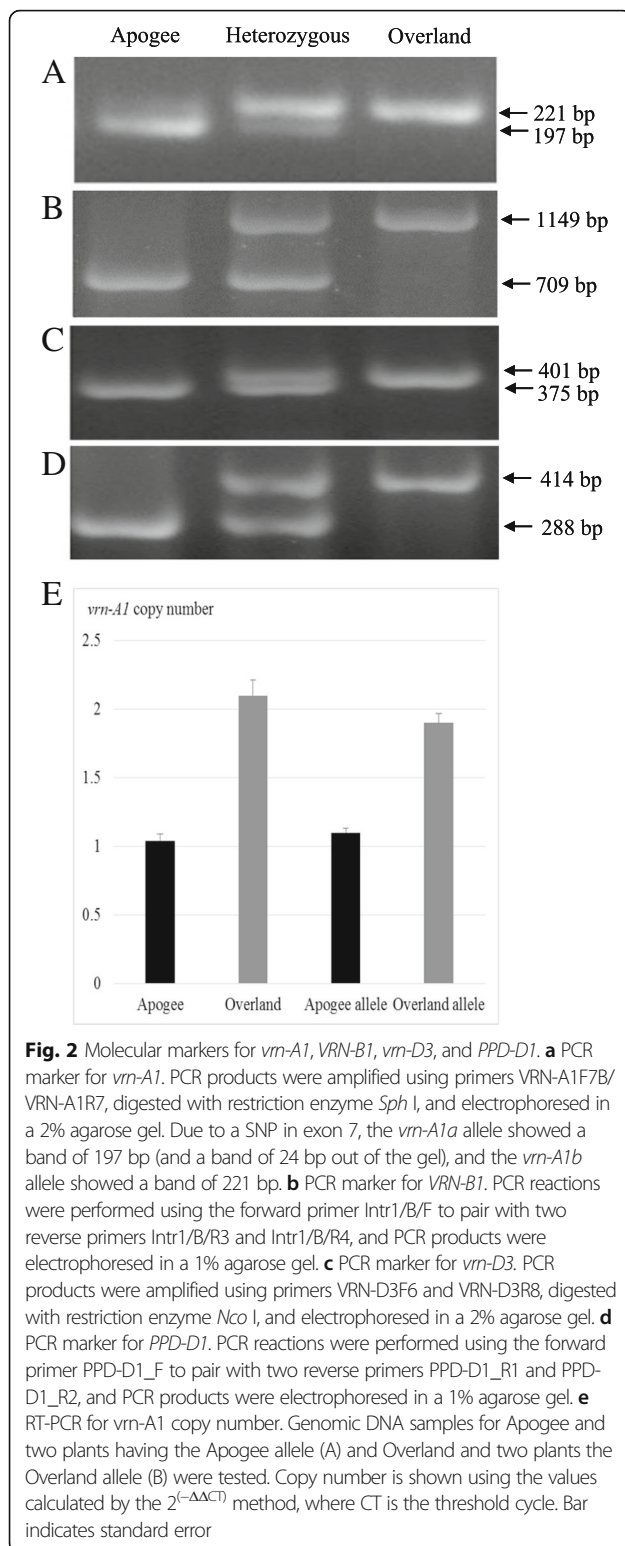 Apogee Heterozygous Overland
A
221 bp
197 bp
B
1149 bp
709 bp
C
401 bp
375 bp
D
414 bp
288 bp
E
vrn-A1 copy number
2.5
2
1.5
1
0.5
0
Apogee Overland Apogee allele Overland allele
Fig. 2 Molecular markers for vrn-A1, VRN-B1, vrn-D3, and PPD-D1. a PCR
marker for vrn-A1. PCR products were amplified using primers VRN-A1F7B/
VRN-A1R7, digested with restriction enzyme Sph I, and electrophoresed in
a 2% agarose gel. Due to a SNP in exon 7, the vrn-A1a allele showed a
band of 197 bp (and a band of 24 bp out of the gel), and the vrn-A1b
allele showed a band of 221 bp. b PCR marker for VRN-B1. PCR reactions
were performed using the forward primer Intr1/B/F to pair with two
reverse primers Intr1/B/R3 and Intr1/B/R4, and PCR products were
electrophoresed in a 1% agarose gel. c PCR marker for vrn-D3. PCR
products were amplified using primers VRN-D3F6 and VRN-D3R8, digested
with restriction enzyme Nco I, and electrophoresed in a 2% agarose gel. d
PCR marker for PPD-D1. PCR reactions were performed using the forward
primer PPD-D1_F to pair with two reverse primers PPD-D1_R1 and PPD-
D1_R2, and PCR products were electrophoresed in a 1% agarose gel. e
RT-PCR for vrn-A1 copy number. Genomic DNA samples for Apogee and
two plants having the Apogee allele (A) and Overland and two plants the
Overland allele (B) were tested. Copy number is shown using the values
calculated by the 2(−ΔΔCT) method, where CT is the threshold cycle. Bar
indicates standard error